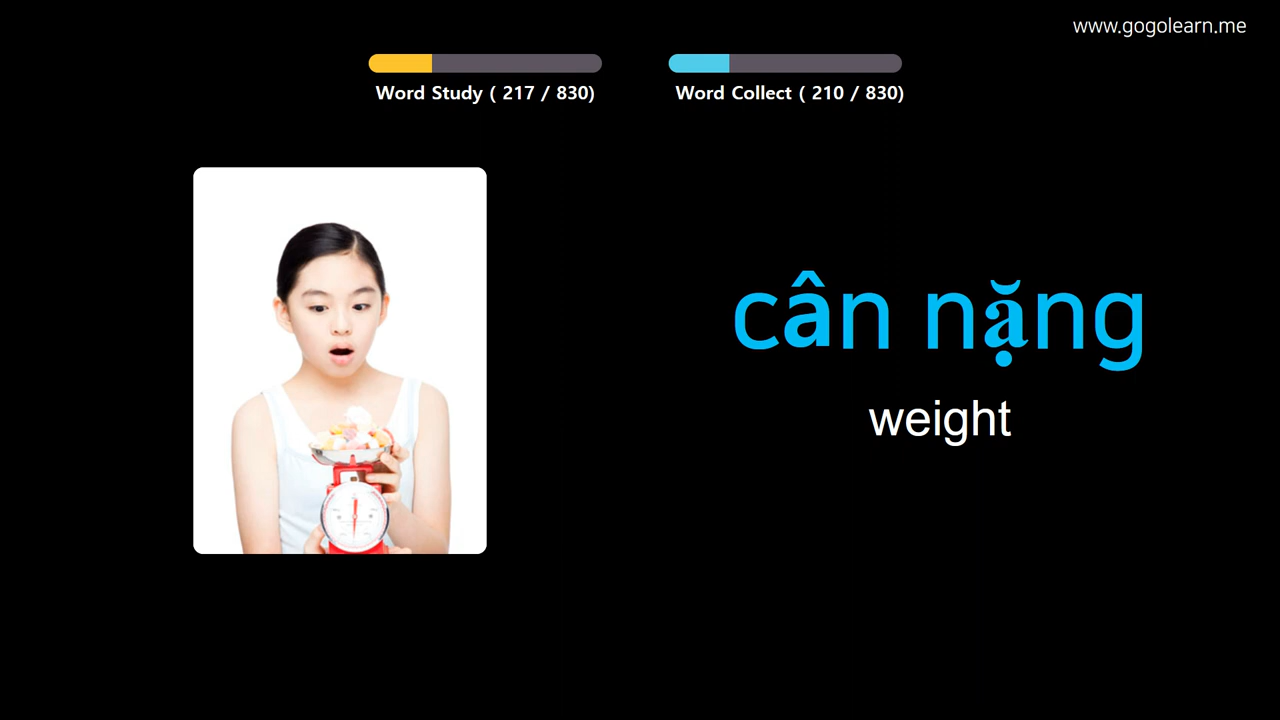 www.gogolearn.me
Word Study ( 217 / 830)
Word Collect ( 210 / 830)
cân nặng
weight